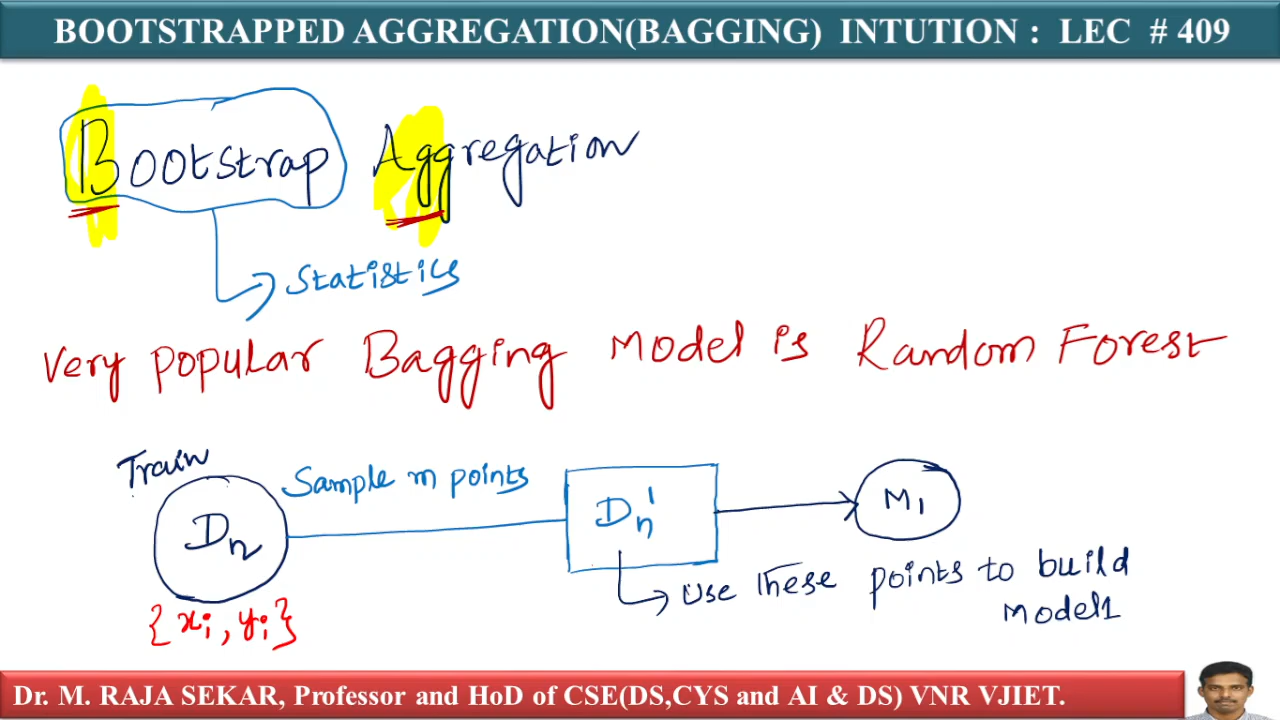 BOOTSTRAPPED AGGREGATION(BAGGING) INTUTION : LEC # 409
Bootstrap Aggregation
Statistics
Very popular Bagging Model is Random Forest
Train
Sample m points
Dn
Dn'
M1
{xi, yi}
Use these points to build
Model1
Dr. M. RAJA SEKAR, Professor and HoD of CSE(DS,CYS and AI & DS) VNR VJIET.